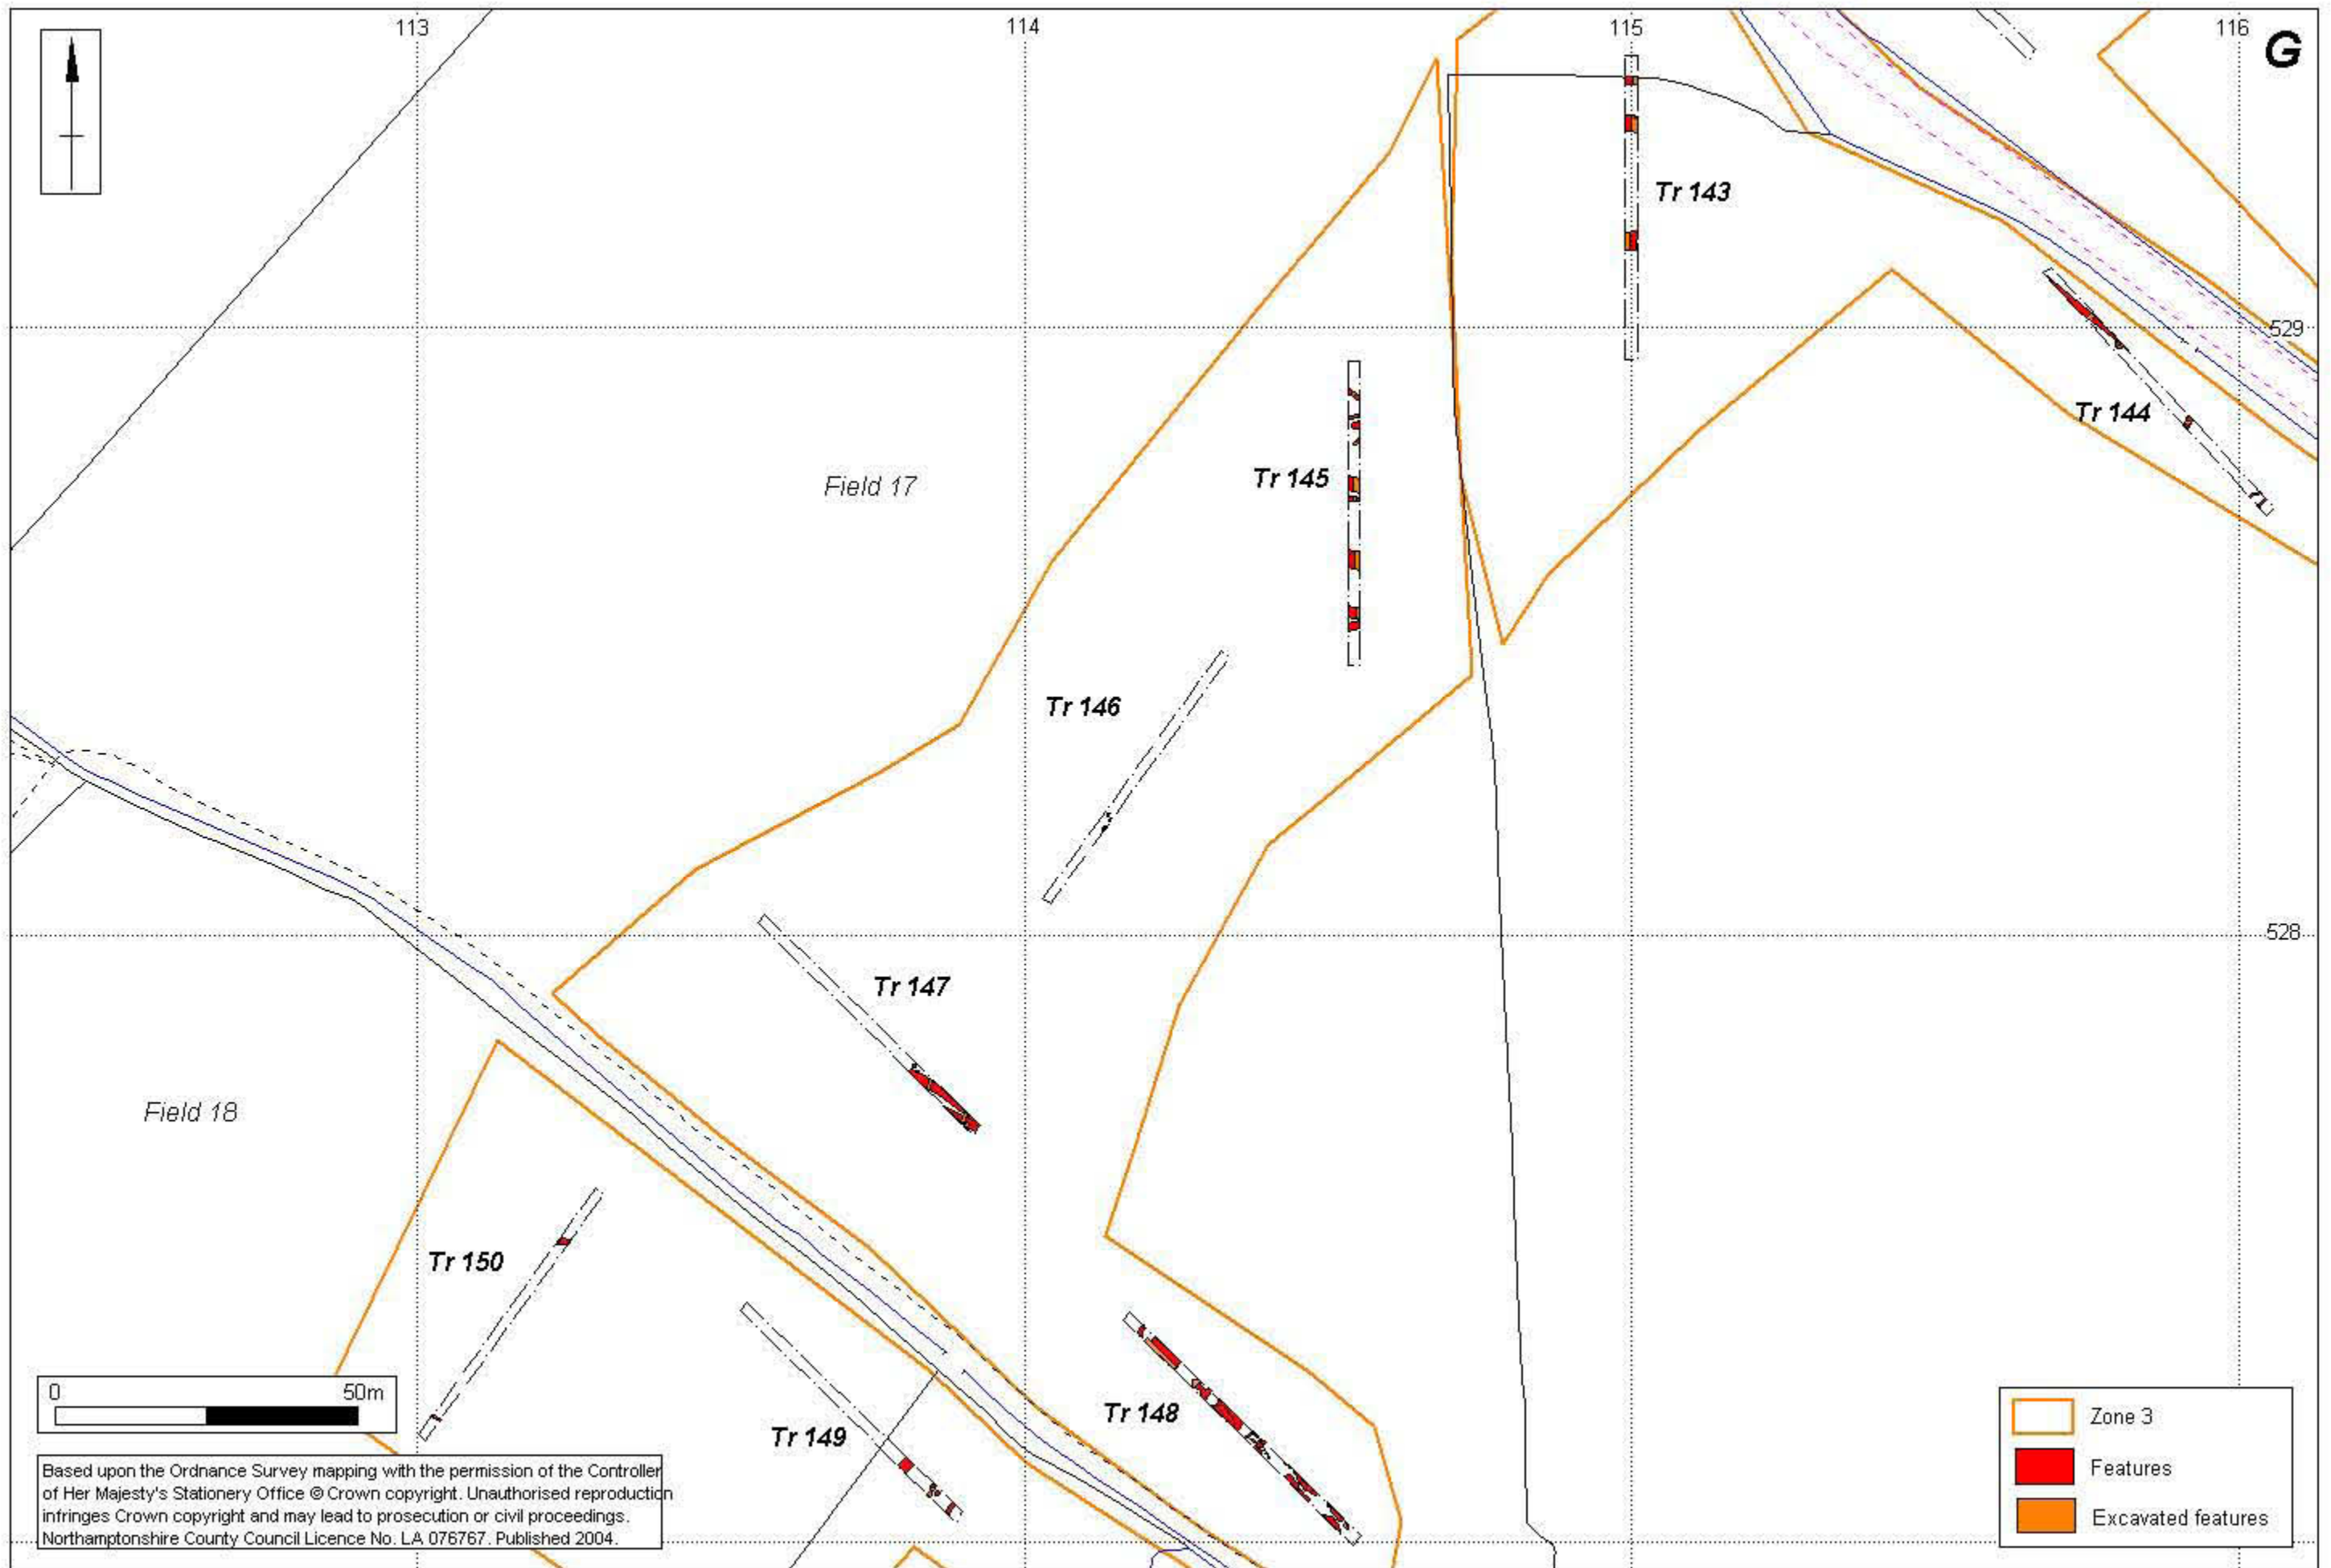 113
114
115
116
G
Tr 143
529
Tr 144
Tr 145
Field 17
Tr 146
528
Tr 147
Field 18
Tr 150
Tr 148
Tr 149
0 50m
Zone 3
Features
Excavated features
Based upon the Ordnance Survey mapping with the permission of the Controller
of Her Majesty's Stationery Office © Crown copyright. Unauthorised reproduction
infringes Crown copyright and may lead to prosecution or civil proceedings.
Northamptonshire County Council Licence No. LA 076767. Published 2004.